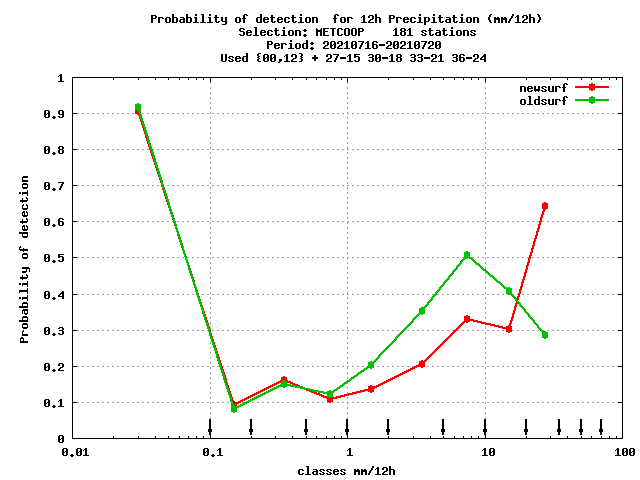 Probability of detection  for 12h Precipitation (mm/12h)
Selection: METCOOP    181 stations
Period: 20210716-20210720
Used {00,12} + 27-15 30-18 33-21 36-24
newsurf
oldsurf
Probability of detection
1
0.9
0.8
0.7
0.6
0.5
0.4
0.3
0.2
0.1
0
0.01 0.1 1 10 100
classes mm/12h